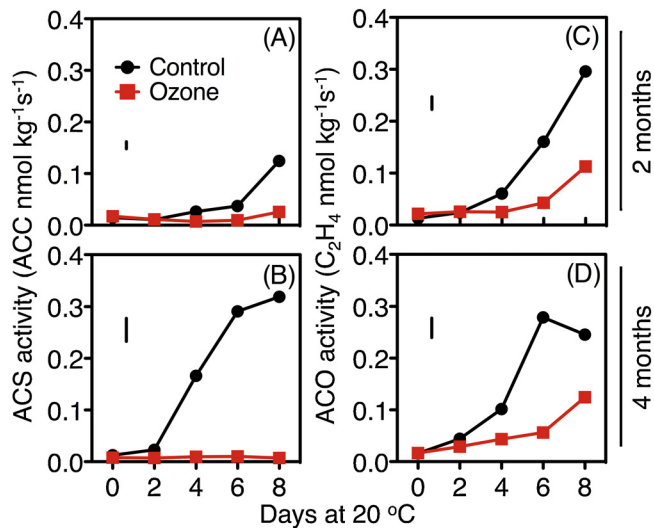 ACS activity (ACC nmol kg⁻¹s⁻¹)
0.4
0.3
0.2
0.1
0.0
(A)
Control
Ozone
0.4
0.3
0.2
0.1
0.0
(B)
0 2 4 6 8
ACO activity (C₂H₄ nmol kg⁻¹s⁻¹)
0.4
0.3
0.2
0.1
0.0
(C)
2 months
0.4
0.3
0.2
0.1
0.0
(D)
4 months
0 2 4 6 8
Days at 20 ºC